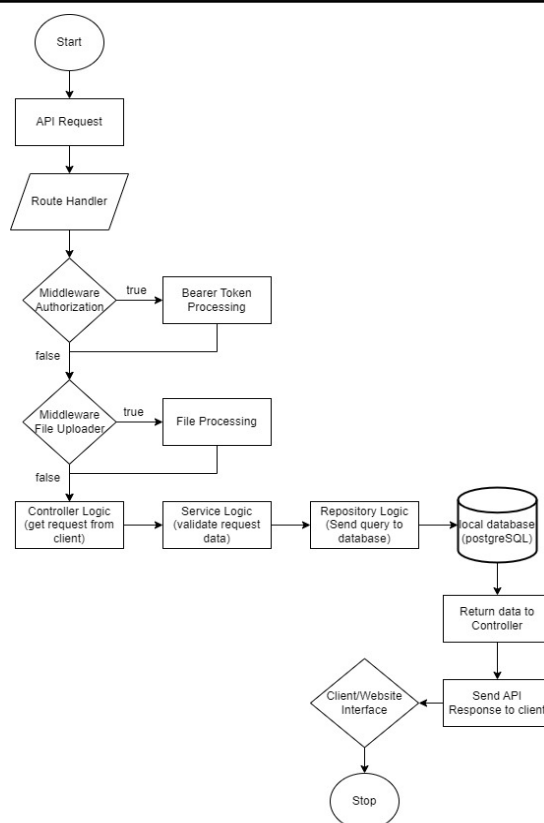 Start
API Request
Route Handler
Middleware
Authorization
true
Bearer Token
Processing
false
Middleware
File Uploader
true
File Processing
false
Controller Logic
(get request from
client)
Service Logic
(validate request
data)
Repository Logic
(Send query to
database)
local database
(postgreSQL)
Return data to
Controller
Send API
Response to client
Client/Website
Interface
Stop